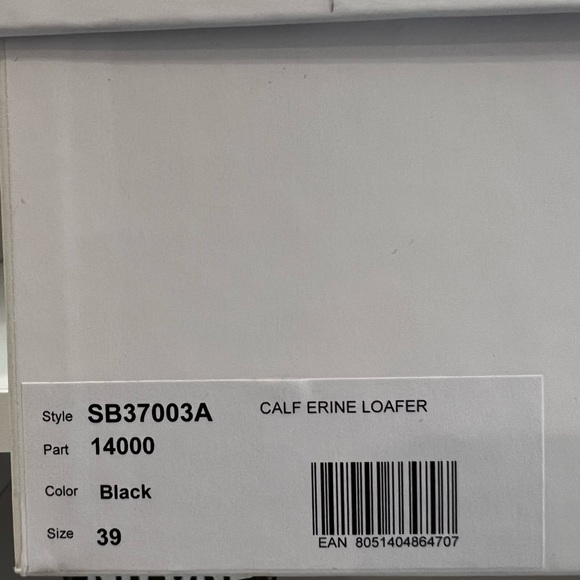 Style SB37003A CALF ERINE LOAFER
Part 14000
Color Black
Size 39
EAN 8051404864707